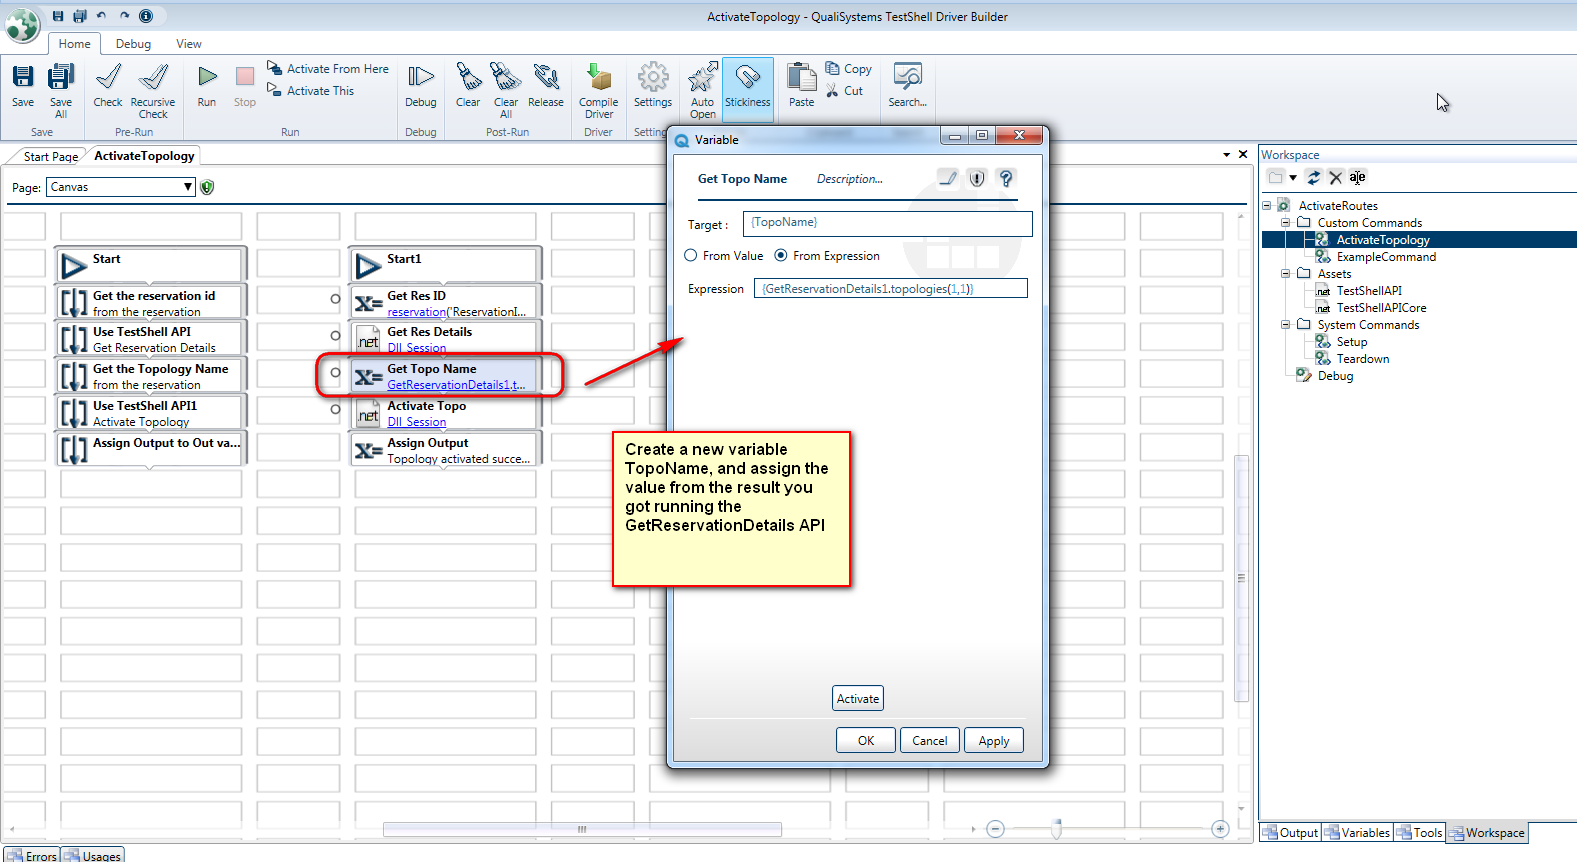 ActivateTopology - QualiSystems TestShell Driver Builder
Home Debug View
Save
Save All
Check
Recursive Check
Run
Stop
Activate From Here
Activate This
Debug
Clear
Clear All
Release
Compile Driver
Settings
Auto Open
Stickiness
Paste
Copy
Cut
Search...
Save
Pre-Run
Run
Debug
Post-Run
Driver
Start Page
ActivateTopology
Page: Canvas
Start
Get the reservation id
from the reservation
Use TestShell API
Get Reservation Details
Get the Topology Name
from the reservation
Use TestShell API1
Activate Topology
Assign Output to Out va...
Start1
X= Get Res ID
reservation('ReservationI...
.net Get Res Details
Dll_Session
X= Get Topo Name
GetReservationDetails1.t...
.net Activate Topo
Dll_Session
X= Assign Output
Topology activated succe...
Create a new variable
TopoName, and assign the
value from the result you
got running the
GetReservationDetails API
Variable
Get Topo Name Description...
Target : {TopoName}
From Value From Expression
Expression {GetReservationDetails1.topologies(1,1)}
Activate
OK Cancel Apply
Workspace
ActivateRoutes
Custom Commands
ActivateTopology
ExampleCommand
Assets
.net TestShellAPI
.net TestShellAPICore
System Commands
Setup
Teardown
Debug
Output Variables Tools Workspace
Errors Usages